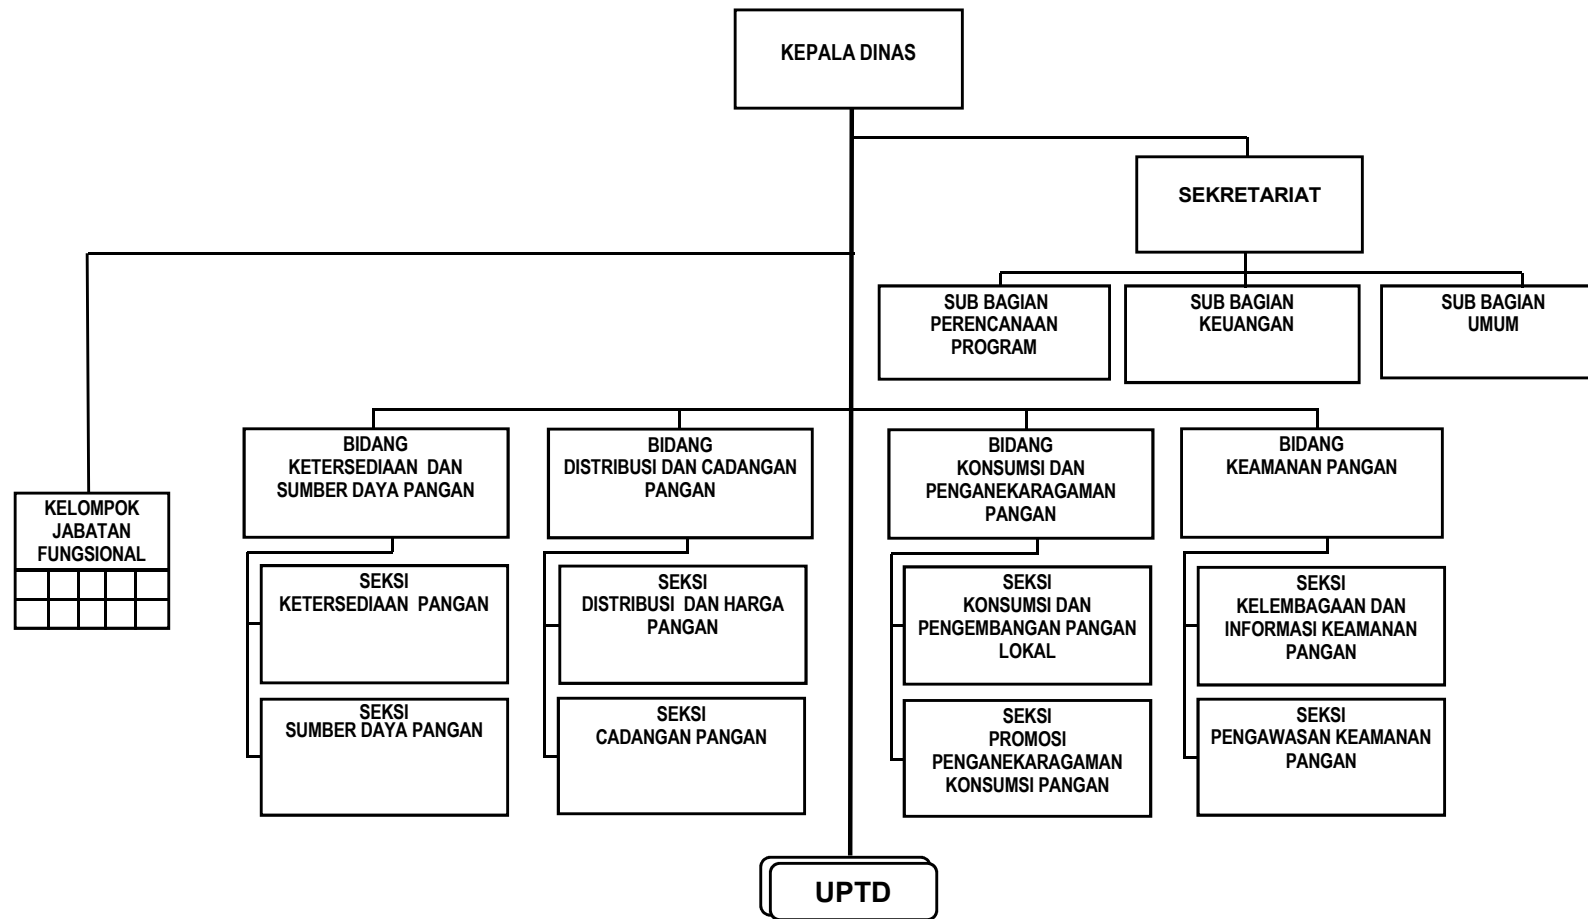 KEPALA DINAS
SEKRETARIAT
SUB BAGIAN
PERENCANAAN
PROGRAM
SUB BAGIAN
KEUANGAN
SUB BAGIAN
UMUM
KELOMPOK
JABATAN
FUNGSIONAL
BIDANG
KETERSEDIAAN DAN
SUMBER DAYA PANGAN
BIDANG
DISTRIBUSI DAN CADANGAN
PANGAN
BIDANG
KONSUMSI DAN
PENGANEKARAGAMAN
PANGAN
BIDANG
KEAMANAN PANGAN
SEKSI
KETERSEDIAAN PANGAN
SEKSI
DISTRIBUSI DAN HARGA
PANGAN
SEKSI
KONSUMSI DAN
PENGEMBANGAN PANGAN
LOKAL
SEKSI
KELEMBAGAAN DAN
INFORMASI KEAMANAN
PANGAN
SEKSI
SUMBER DAYA PANGAN
SEKSI
CADANGAN PANGAN
SEKSI
PROMOSI
PENGANEKARAGAMAN
KONSUMSI PANGAN
SEKSI
PENGAWASAN KEAMANAN
PANGAN
UPTD